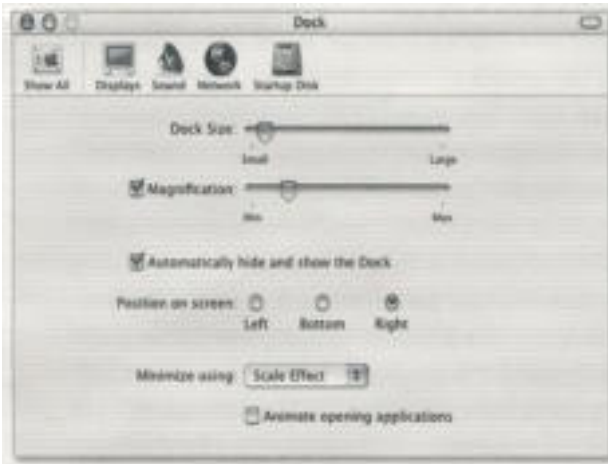 Dock
Show All Displays Sound Network Startup Disk
Dock Size:
Small Large
Magnification:
Min Max
Automatically hide and show the Dock
Position on screen:
Left Bottom Right
Minimize using: Scale Effect
Animate opening applications